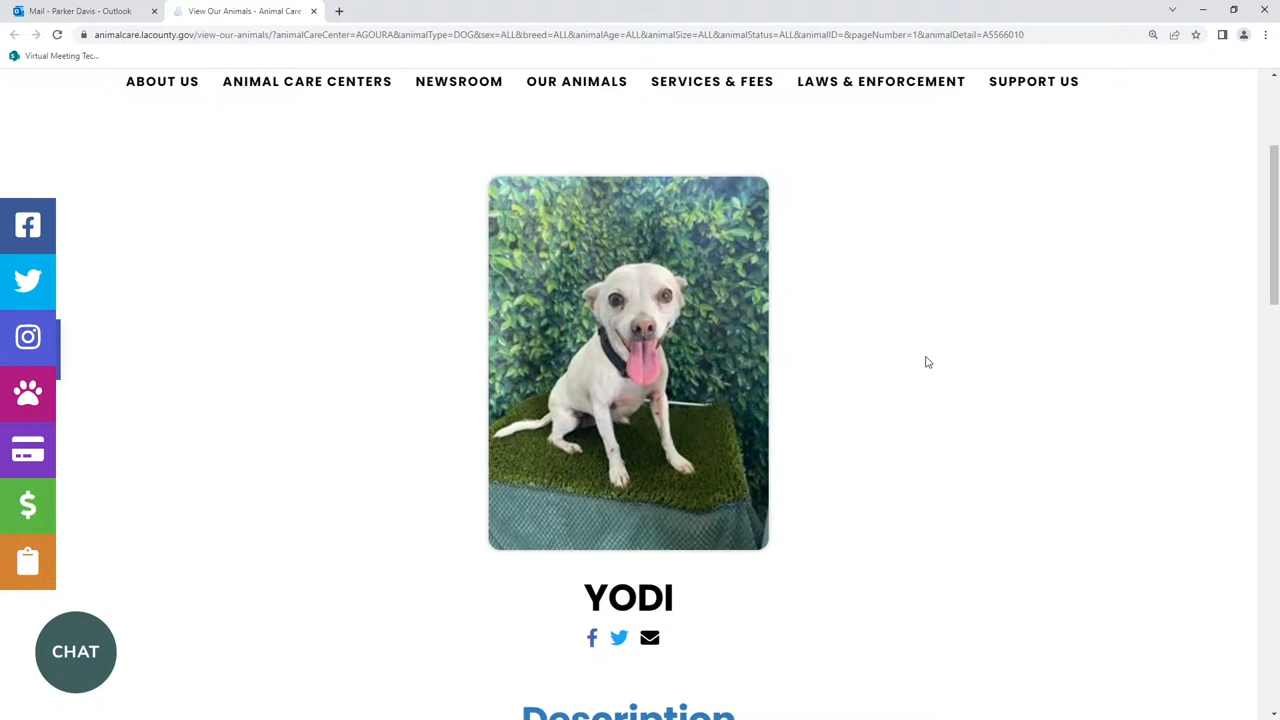 Mail - Parker Davis - Outlook
View Our Animals - Animal Care
animalcare.lacounty.gov/view-our-animals/?animalCareCenter=AGOURA&animalType=DOG&sex=ALL&breed=ALL&animalAge=ALL&animalSize=ALL&animalStatus=ALL&animalID=&pageNumber=1&animalDetail=A5566010
Virtual Meeting Tec...
ABOUT US ANIMAL CARE CENTERS NEWSROOM OUR ANIMALS SERVICES & FEES LAWS & ENFORCEMENT SUPPORT US
YODI
CHAT
Description